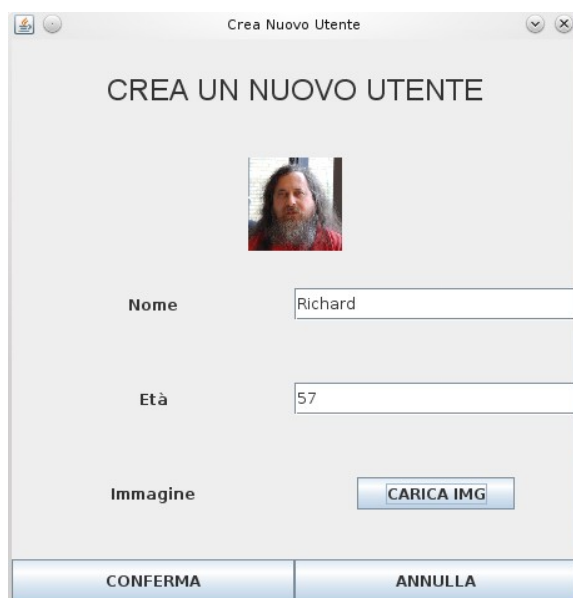 Crea Nuovo Utente
CREA UN NUOVO UTENTE
Nome Richard
Età 57
Immagine CARICA IMG
CONFERMA ANNULLA